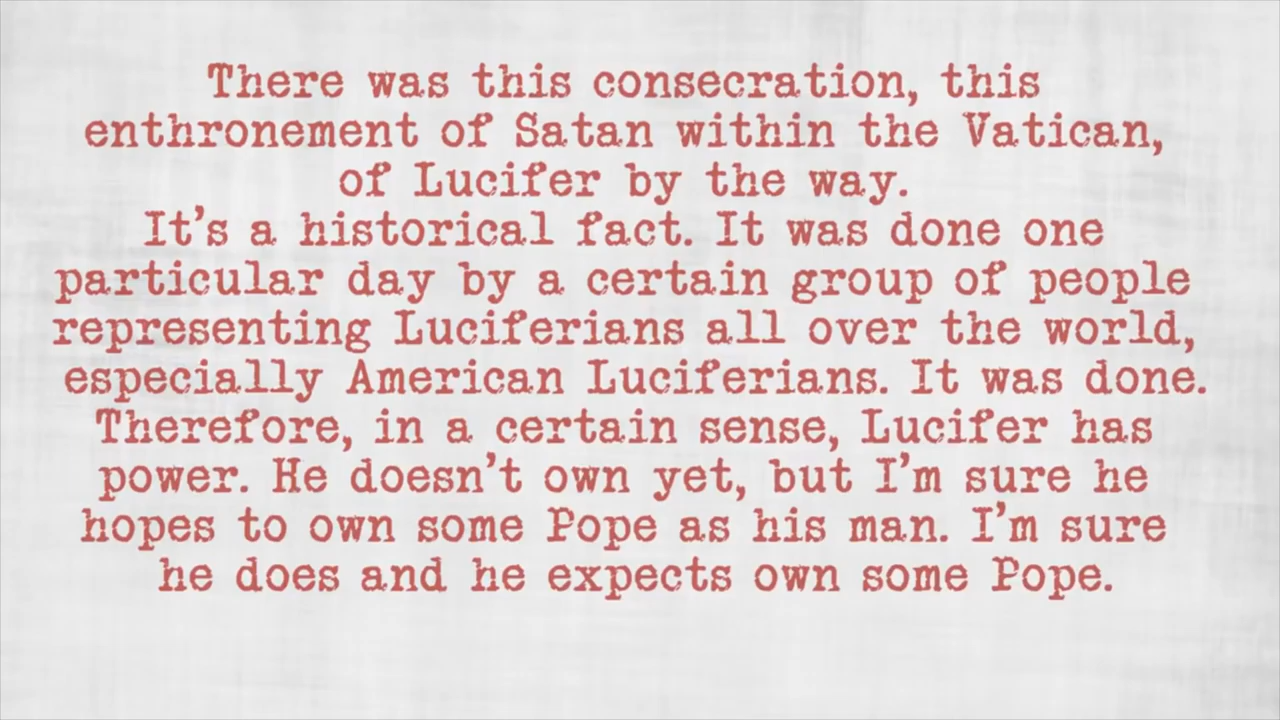 There was this consecration, this
enthronement of Satan within the Vatican,
of Lucifer by the way.
It’s a historical fact. It was done one
particular day by a certain group of people
representing Luciferians all over the world,
especially American Luciferians. It was done.
Therefore, in a certain sense, Lucifer has
power. He doesn’t own yet, but I’m sure he
hopes to own some Pope as his man. I’m sure
he does and he expects own some Pope.